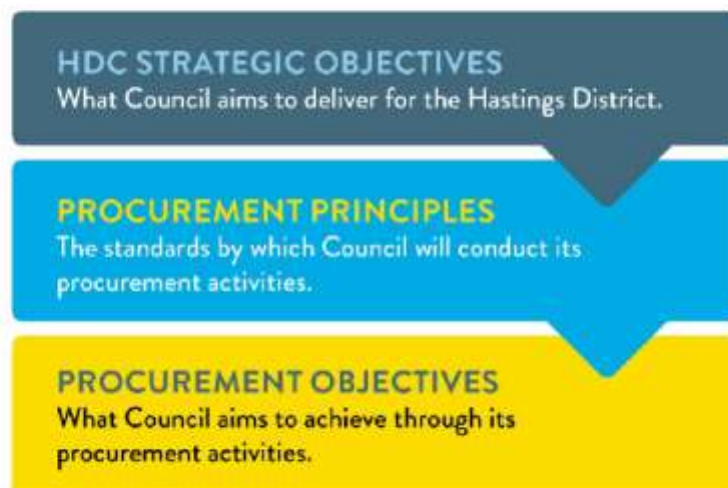 HDC STRATEGIC OBJECTIVES
What Council aims to deliver for the Hastings District.
PROCUREMENT PRINCIPLES
The standards by which Council will conduct its
procurement activities.
PROCUREMENT OBJECTIVES
What Council aims to achieve through its
procurement activities.